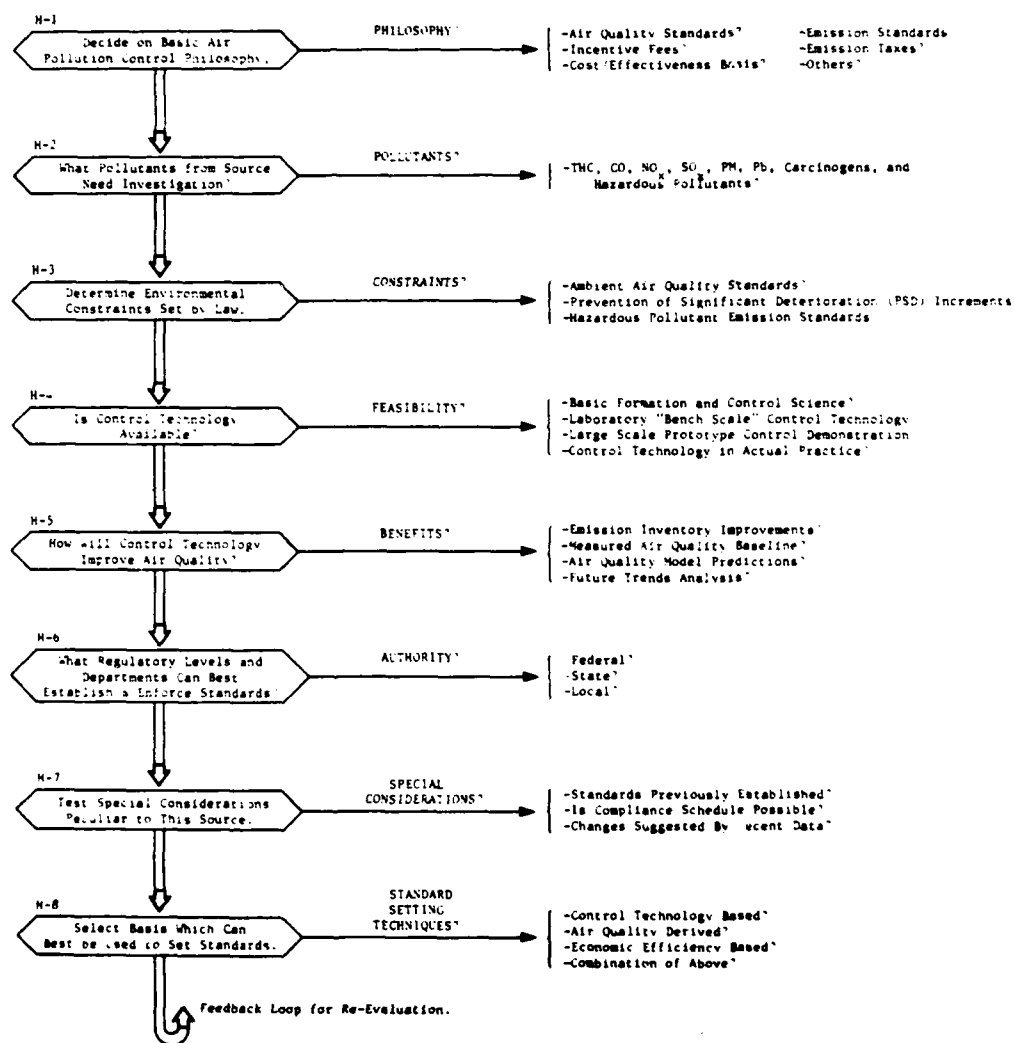 H-1
Decide on Basic Air
Pollution Control Philosophy.
PHILOSOPHY?
-Air Quality Standards?
-Incentive Fees?
-Cost/Effectiveness Basis?
-Emission Standards
-Emission Taxes?
-Others?
H-2
What Pollutants from Source
Need Investigation?
POLLUTANTS?
-THC, CO, NOx, SOx, PM, Pb, Carcinogens, and
Hazardous Pollutants?
H-3
Determine Environmental
Constraints Set by Law.
CONSTRAINTS?
-Ambient Air Quality Standards?
-Prevention of Significant Deterioration (PSD) Increments
-Hazardous Pollutant Emission Standards
H-4
Is Control Technology
Available?
FEASIBILITY?
-Basic Formation and Control Science?
-Laboratory "Bench Scale" Control Technology
-Large Scale Prototype Control Demonstration
-Control Technology in Actual Practice?
H-5
How will Control Technology
Improve Air Quality?
BENEFITS?
-Emission Inventory Improvements?
-Measured Air Quality Baseline?
-Air Quality Model Predictions?
-Future Trends Analysis?
H-6
What Regulatory Levels and
Departments Can Best
Establish & Enforce Standards?
AUTHORITY?
-Federal?
-State?
-Local?
H-7
Test Special Considerations
Peculiar to This Source.
SPECIAL
CONSIDERATIONS?
-Standards Previously Established?
-Is Compliance Schedule Possible?
-Changes Suggested By Recent Data?
H-8
Select Basis Which Can
Best be Used to Set Standards.
STANDARD
SETTING
TECHNIQUES?
-Control Technology Based?
-Air Quality Derived?
-Economic Efficiency Based?
-Combination of Above?
Feedback Loop for Re-Evaluation.